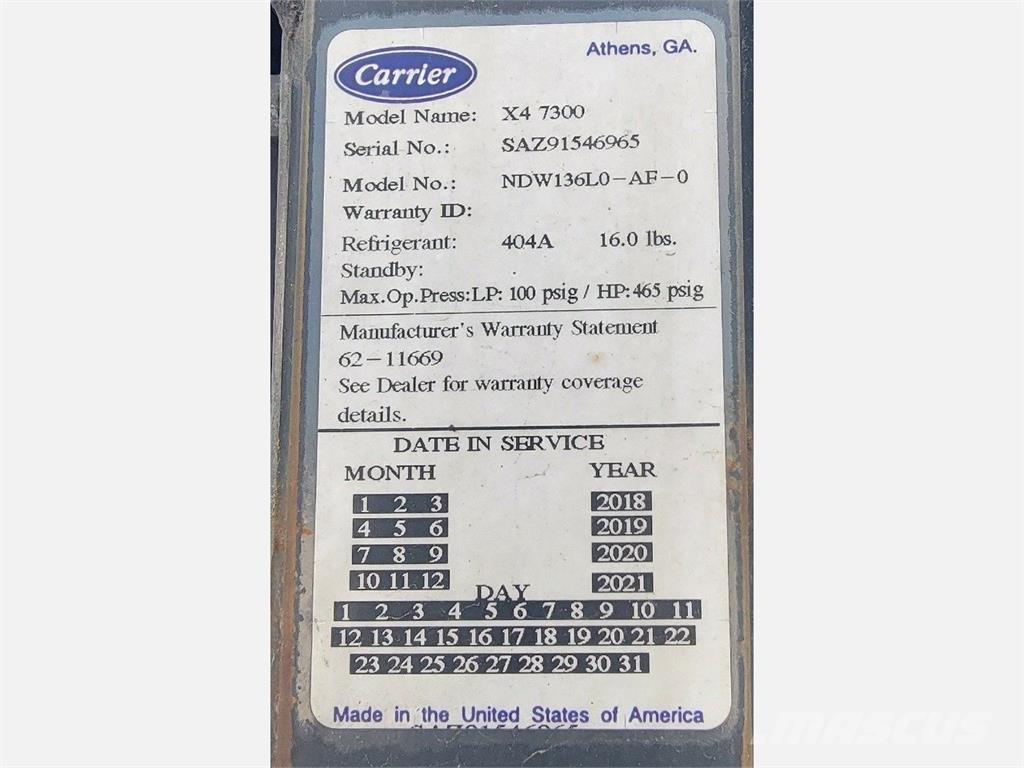 Carrier
Athens, GA.
Model Name: X4 7300
Serial No.: SAZ91546965
Model No.: NDW136L0-AF-0
Warranty ID:
Refrigerant: 404A 16.0 lbs.
Standby:
Max.Op.Press:LP: 100 psig / HP:465 psig
Manufacturer's Warranty Statement
62-11669
See Dealer for warranty coverage
details.
DATE IN SERVICE
MONTH YEAR
1 2 3 2018
4 5 6 2019
7 8 9 2020
10 11 12 2021
DAY
1 2 3 4 5 6 7 8 9 10 11
12 13 14 15 16 17 18 19 20 21 22
23 24 25 26 27 28 29 30 31
Made in the United States of America
SAZ91546965
MASCUS